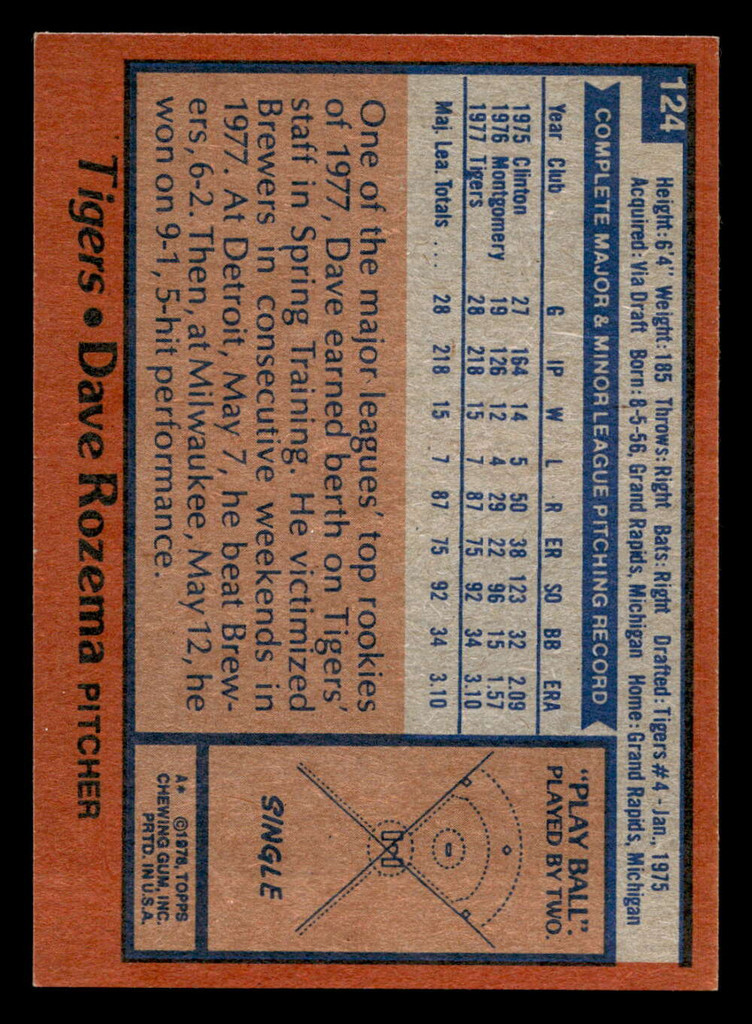 124
Height: 6'4" Weight: 185 Throws: Right Bats: Right Drafted: Tigers #4 - Jan., 1975
Acquired: Via Draft Born: 8-5-56, Grand Rapids, Michigan Home: Grand Rapids, Michigan
COMPLETE MAJOR & MINOR LEAGUE PITCHING RECORD
Year Club G IP W L R ER SO BB ERA
1975 Clinton 27 164 14 5 50 38 123 32 2.09
1976 Montgomery 19 126 12 4 29 22 96 15 1.57
1977 Tigers 28 218 15 7 87 75 92 34 3.10
Maj. Lea. Totals ... 28 218 15 7 87 75 92 34 3.10
One of the major leagues' top rookies
of 1977, Dave earned berth on Tigers'
staff in Spring Training. He victimized
Brewers in consecutive weekends in
1977. At Detroit, May 7, he beat Brew-
ers, 6-2. Then, at Milwaukee, May 12, he
won on 9-1, 5-hit performance.
"PLAY BALL".
PLAYED BY TWO.
SINGLE
A* ©1978, TOPPS
CHEWING GUM, INC.
PRTD. IN U.S.A.
Tigers • Dave Rozema PITCHER